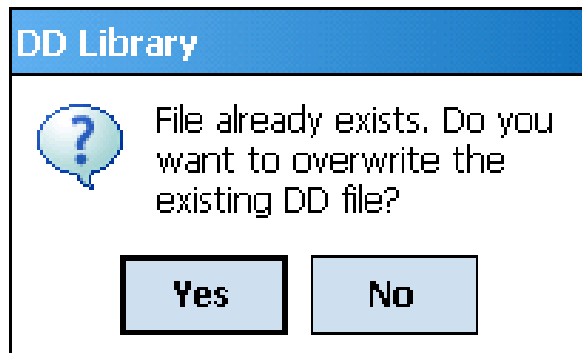 DD Library
File already exists. Do you
want to overwrite the
existing DD file?
Yes No